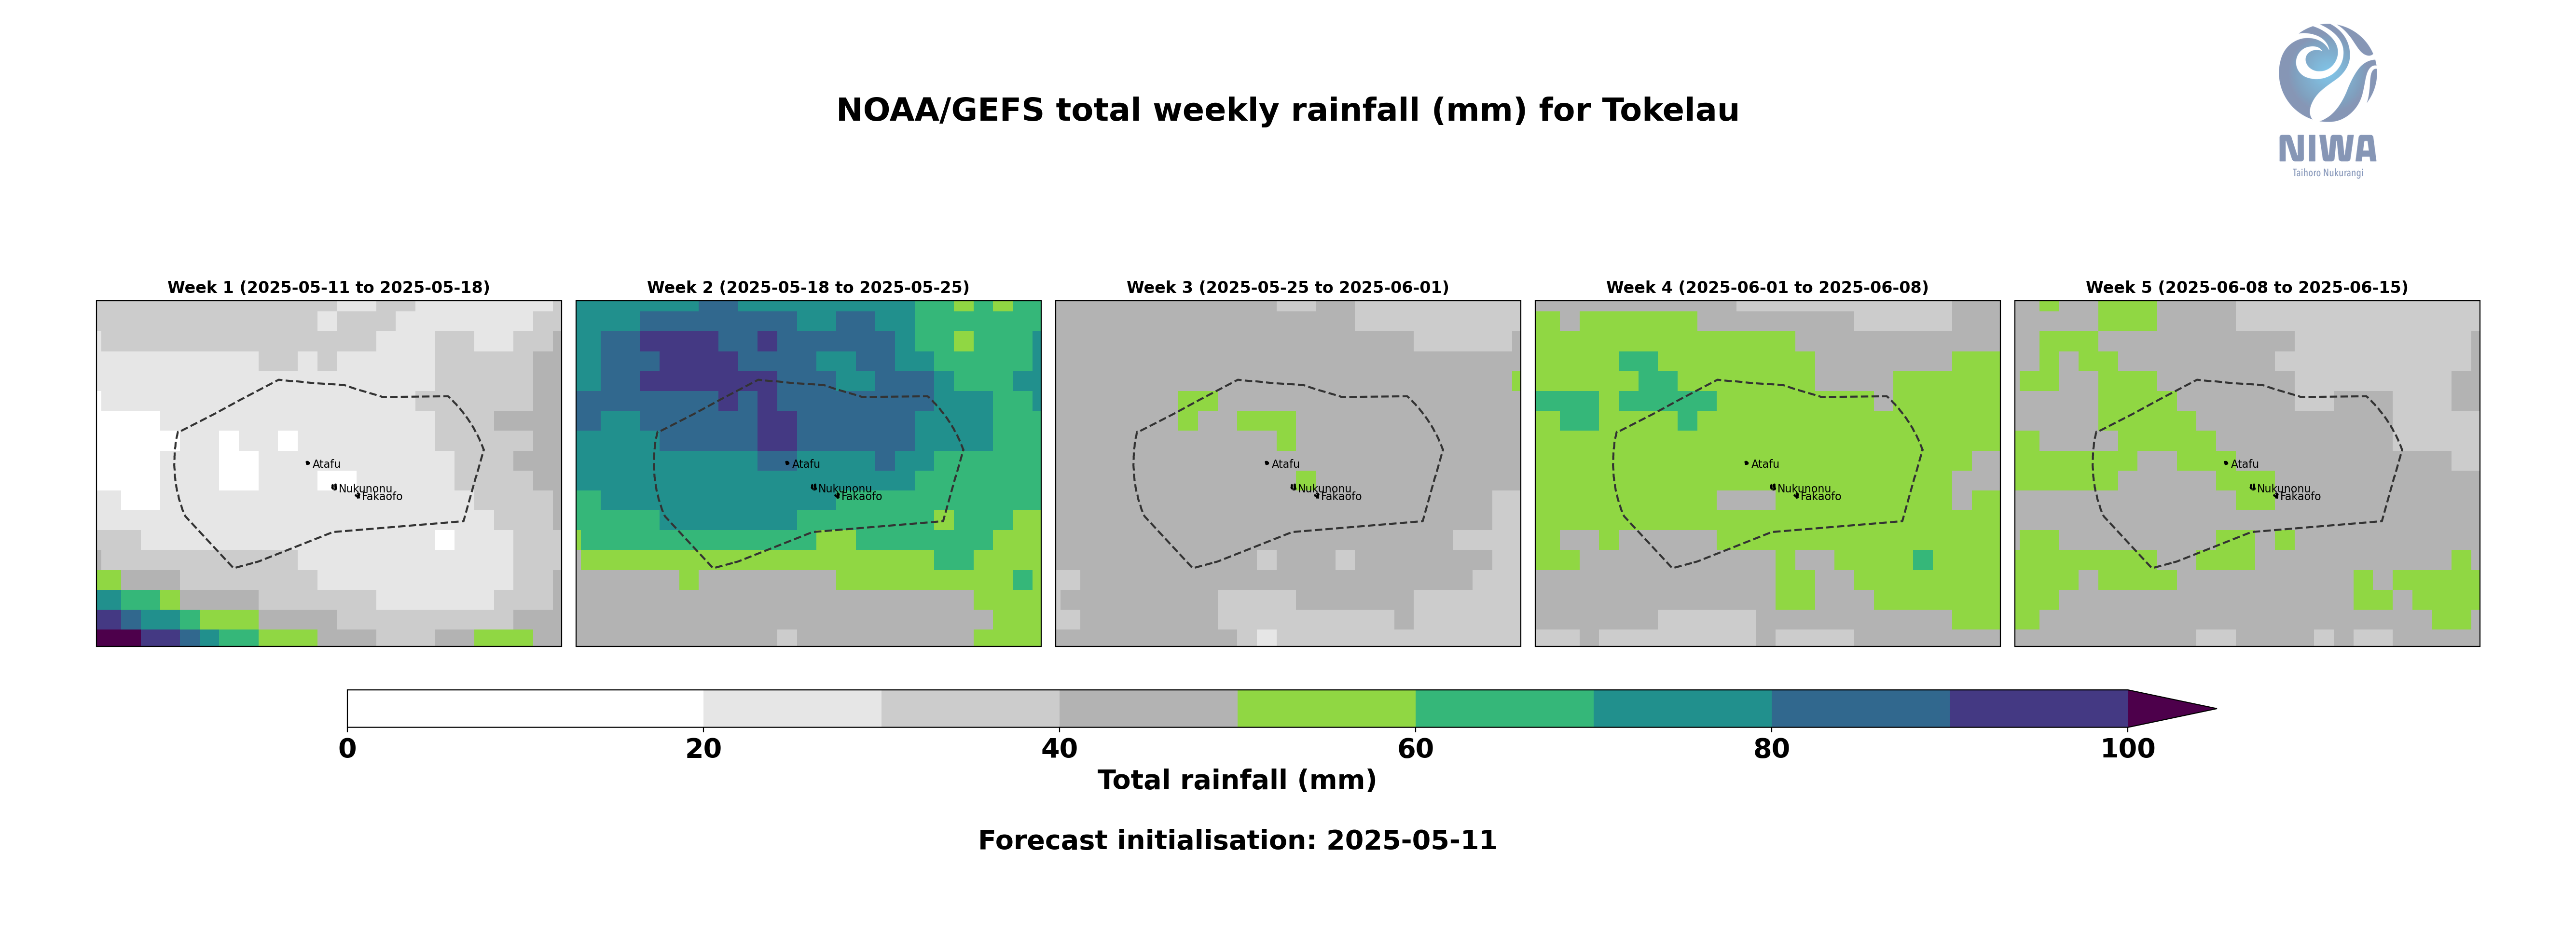 NOAA/GEFS total weekly rainfall (mm) for Tokelau
NIWA
Taihoro Nukurangi
Week 1 (2025-05-11 to 2025-05-18)
Week 2 (2025-05-18 to 2025-05-25)
Week 3 (2025-05-25 to 2025-06-01)
Week 4 (2025-06-01 to 2025-06-08)
Week 5 (2025-06-08 to 2025-06-15)
Atafu
Nukunonu
Fakaofo
Atafu
Nukunonu
Fakaofo
Atafu
Nukunonu
Fakaofo
Atafu
Nukunonu
Fakaofo
Atafu
Nukunonu
Fakaofo
0 20 40 60 80 100
Total rainfall (mm)
Forecast initialisation: 2025-05-11